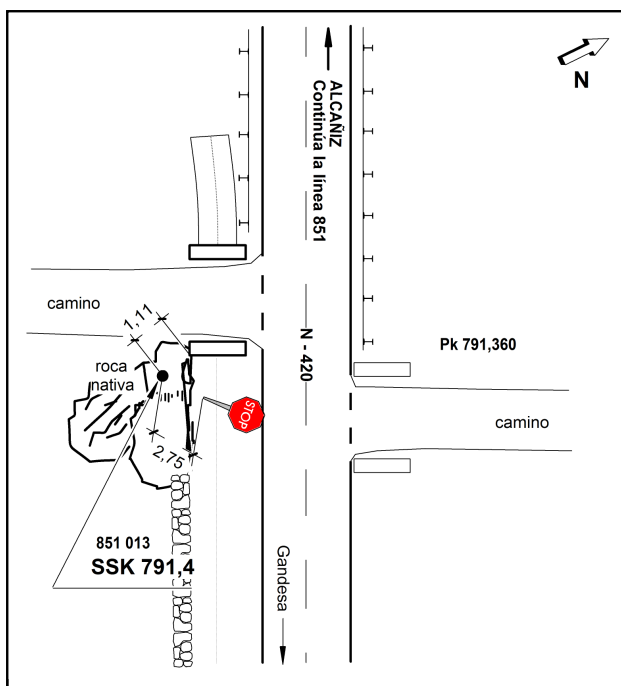 N
ALCAÑIZ
Continúa la línea 851
camino
1,11
N - 420
Pk 791,360
roca
nativa
STOP
camino
2,75
851 013
SSK 791,4
Gandesa